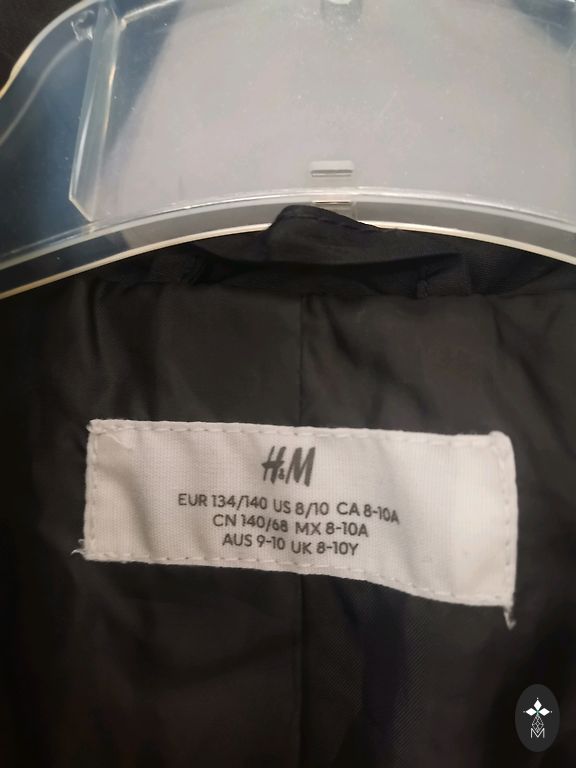 H&M
EUR 134/140 US 8/10 CA 8-10A
CN 140/68 MX 8-10A
AUS 9-10 UK 8-10Y
M